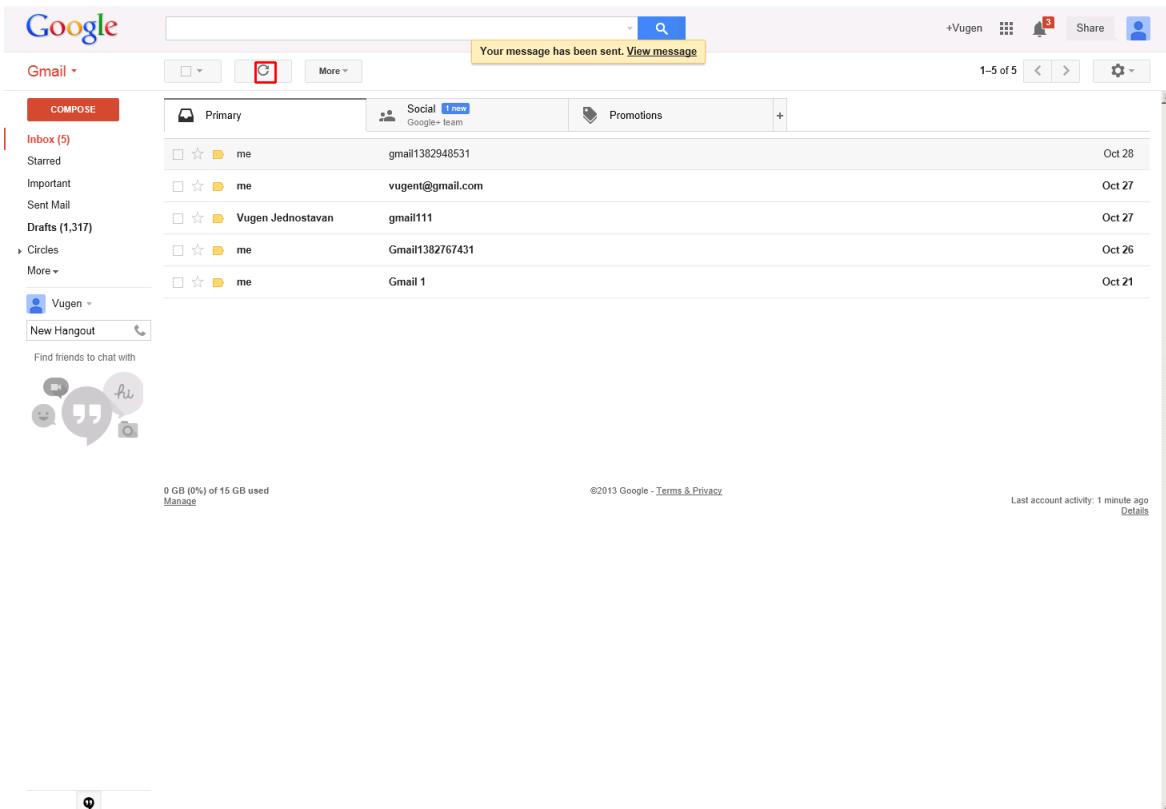 Google
+Vugen
3
Share
Your message has been sent. View message
Gmail
More
1–5 of 5
COMPOSE
Inbox (5)
Starred
Important
Sent Mail
Drafts (1,317)
Circles
More
Vugen
New Hangout
Find friends to chat with
hi
Primary
Social 1 new
Google+ team
Promotions
+
me gmail1382948531 Oct 28
me vugent@gmail.com Oct 27
Vugen Jednostavan gmail111 Oct 27
me Gmail1382767431 Oct 26
me Gmail 1 Oct 21
0 GB (0%) of 15 GB used
Manage
©2013 Google - Terms & Privacy
Last account activity: 1 minute ago
Details